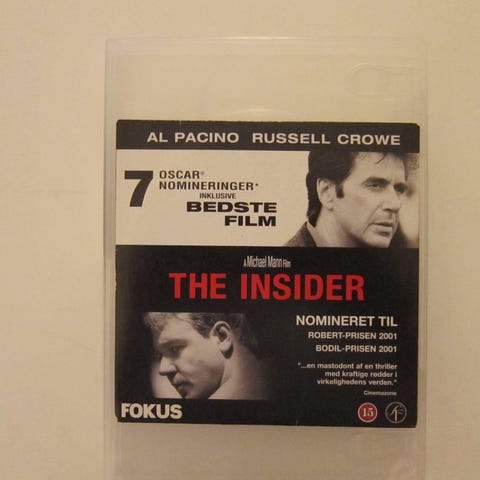 AL PACINO RUSSELL CROWE
7 OSCAR®
NOMINERINGER*
INKLUSIVE
BEDSTE
FILM
A Michael Mann Film
THE INSIDER
NOMINERET TIL
ROBERT-PRISEN 2001
BODIL-PRISEN 2001
"...en mastodont af en thriller
med kraftige rødder i
virkelighedens verden."
Cinemazone
FOKUS
15
SF